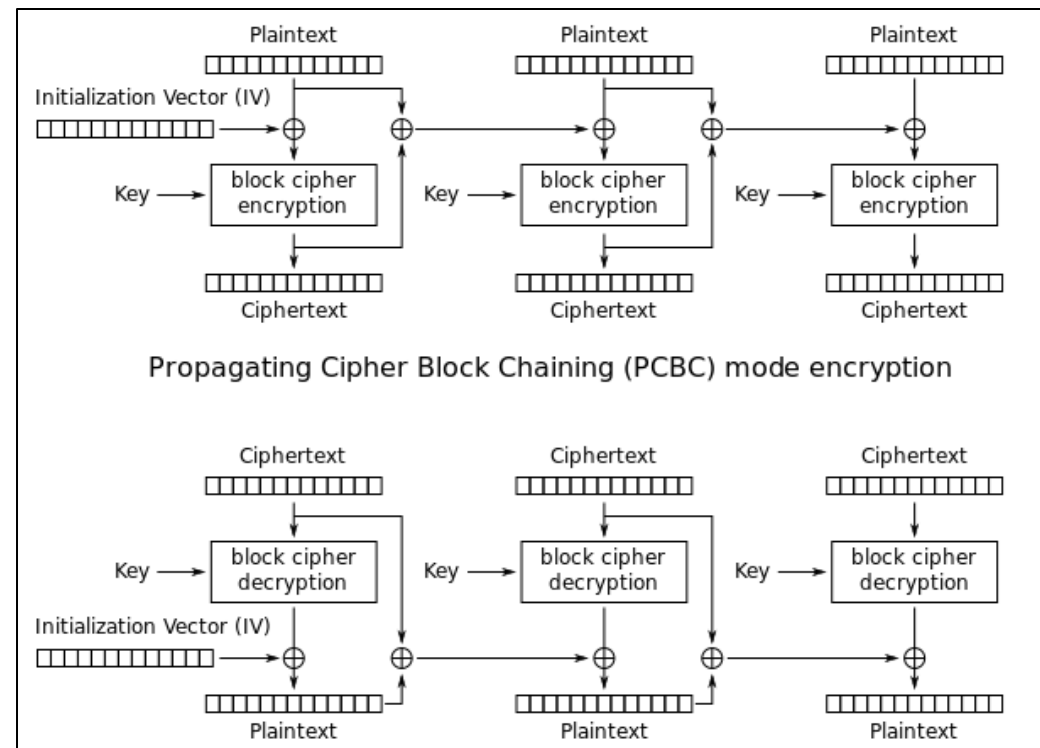 Plaintext Plaintext Plaintext
Initialization Vector (IV)
Key block cipher encryption Key block cipher encryption Key block cipher encryption
Ciphertext Ciphertext Ciphertext
Propagating Cipher Block Chaining (PCBC) mode encryption
Ciphertext Ciphertext Ciphertext
Key block cipher decryption Key block cipher decryption Key block cipher decryption
Initialization Vector (IV)
Plaintext Plaintext Plaintext